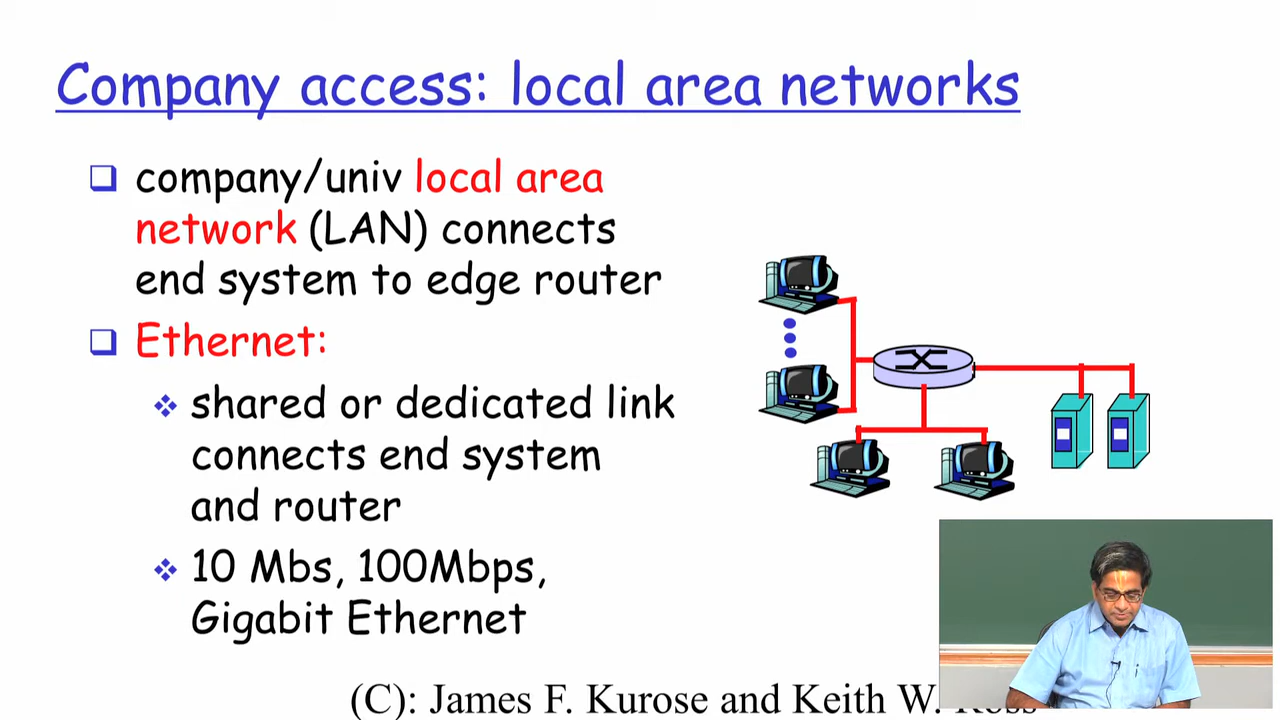 Company access: local area networks
company/univ local area
network (LAN) connects
end system to edge router
Ethernet:
shared or dedicated link
connects end system
and router
10 Mbs, 100Mbps,
Gigabit Ethernet
(C): James F. Kurose and Keith W. Ross